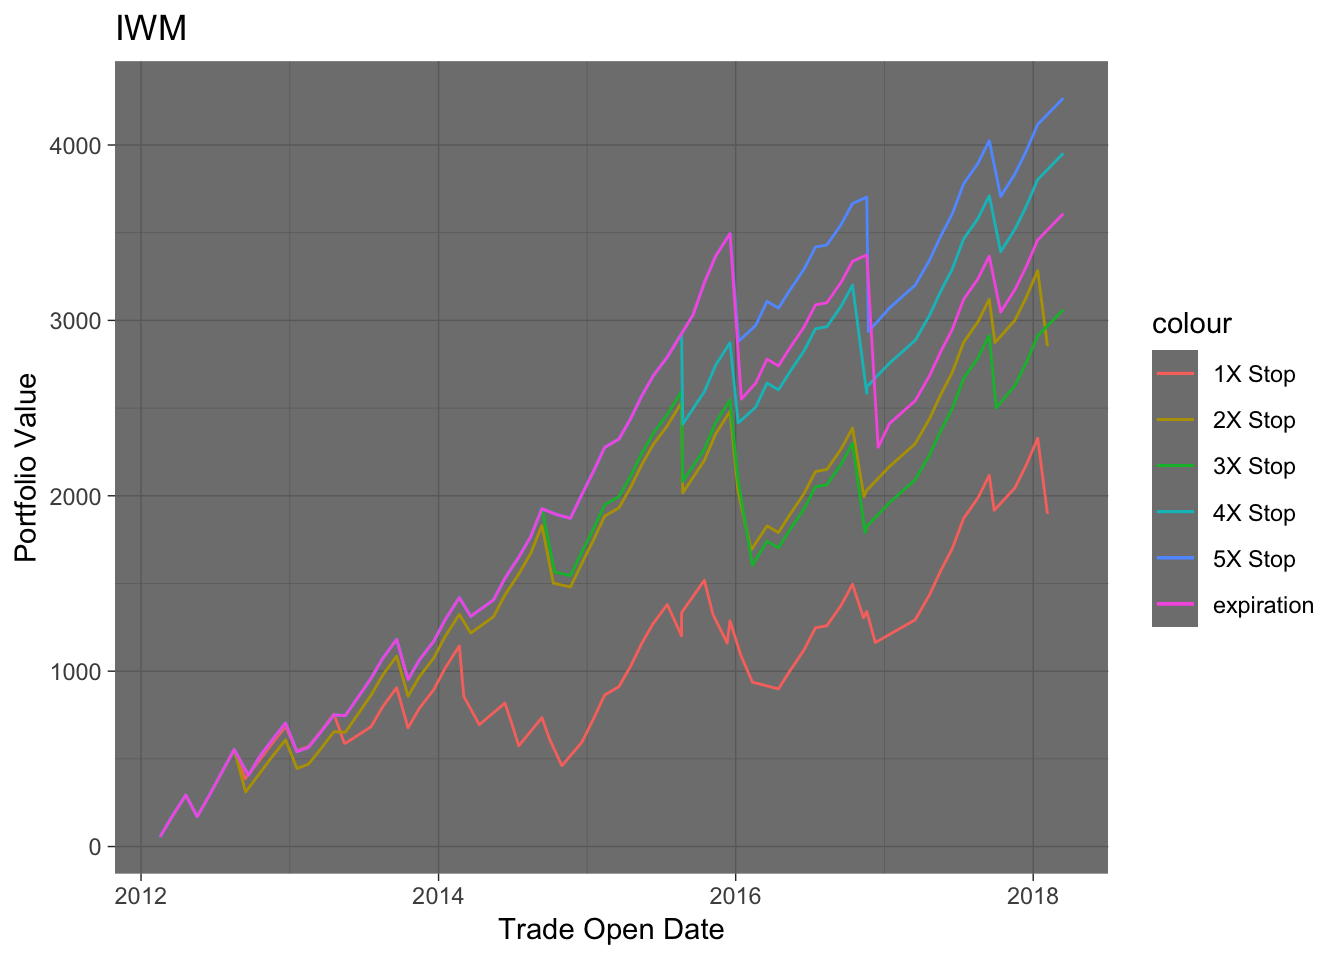 IWM
Portfolio Value
4000
3000
2000
1000
0
2012
2014
2016
2018
Trade Open Date
colour
1X Stop
2X Stop
3X Stop
4X Stop
5X Stop
expiration